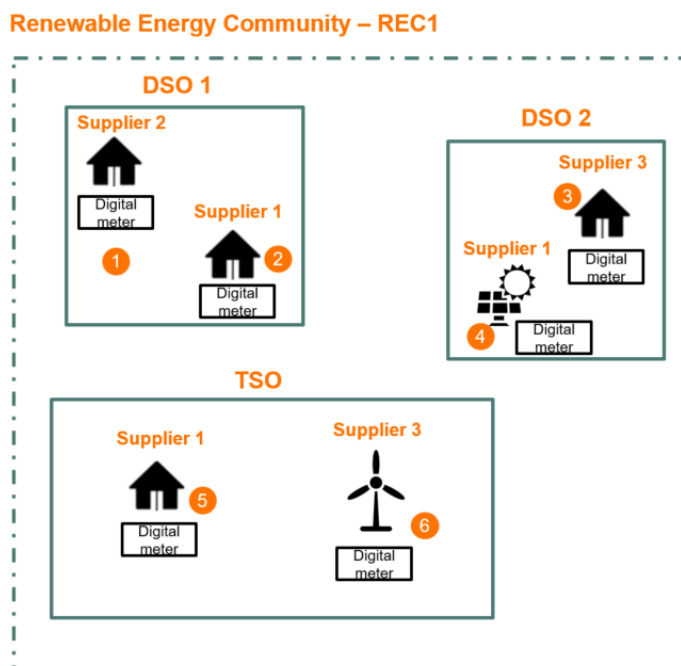 Renewable Energy Community – REC1
DSO 1
Supplier 2
Digital
meter
1
Supplier 1
2
Digital
meter
DSO 2
Supplier 3
3
Digital
meter
Supplier 1
4
Digital
meter
TSO
Supplier 1
5
Digital
meter
Supplier 3
6
Digital
meter